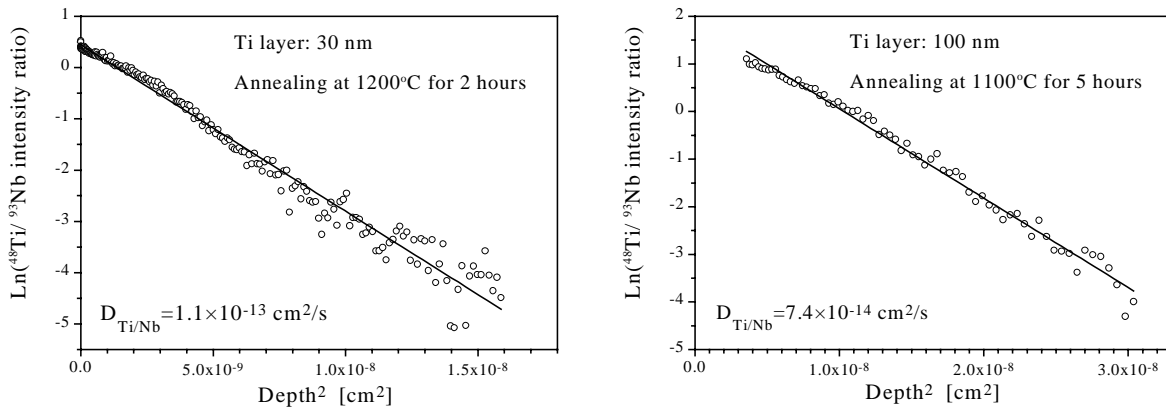 1
0
-1
-2
-3
-4
-5
Ln(⁴⁸Ti/ ⁹³Nb intensity ratio)
Ti layer: 30 nm
Annealing at 1200°C for 2 hours
D_Ti/Nb=1.1×10⁻¹³ cm²/s
0.0 5.0x10⁻⁹ 1.0x10⁻⁸ 1.5x10⁻⁸
Depth² [cm²]
2
1
0
-1
-2
-3
-4
-5
Ln(⁴⁸Ti/ ⁹³Nb intensity ratio)
Ti layer: 100 nm
Annealing at 1100°C for 5 hours
D_Ti/Nb=7.4×10⁻¹⁴ cm²/s
1.0x10⁻⁸ 2.0x10⁻⁸ 3.0x10⁻⁸
Depth² [cm²]